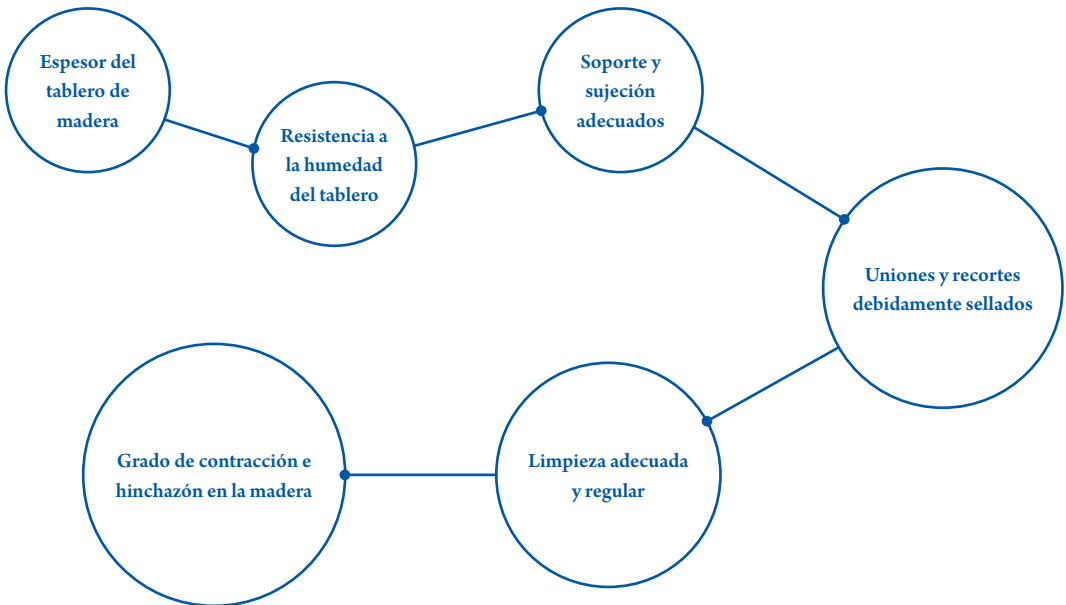 Espesor del
tablero de
madera
Resistencia a
la humedad
del tablero
Soporte y
sujeción
adecuados
Uniones y recortes
debidamente sellados
Limpieza adecuada
y regular
Grado de contracción e
hinchazón en la madera